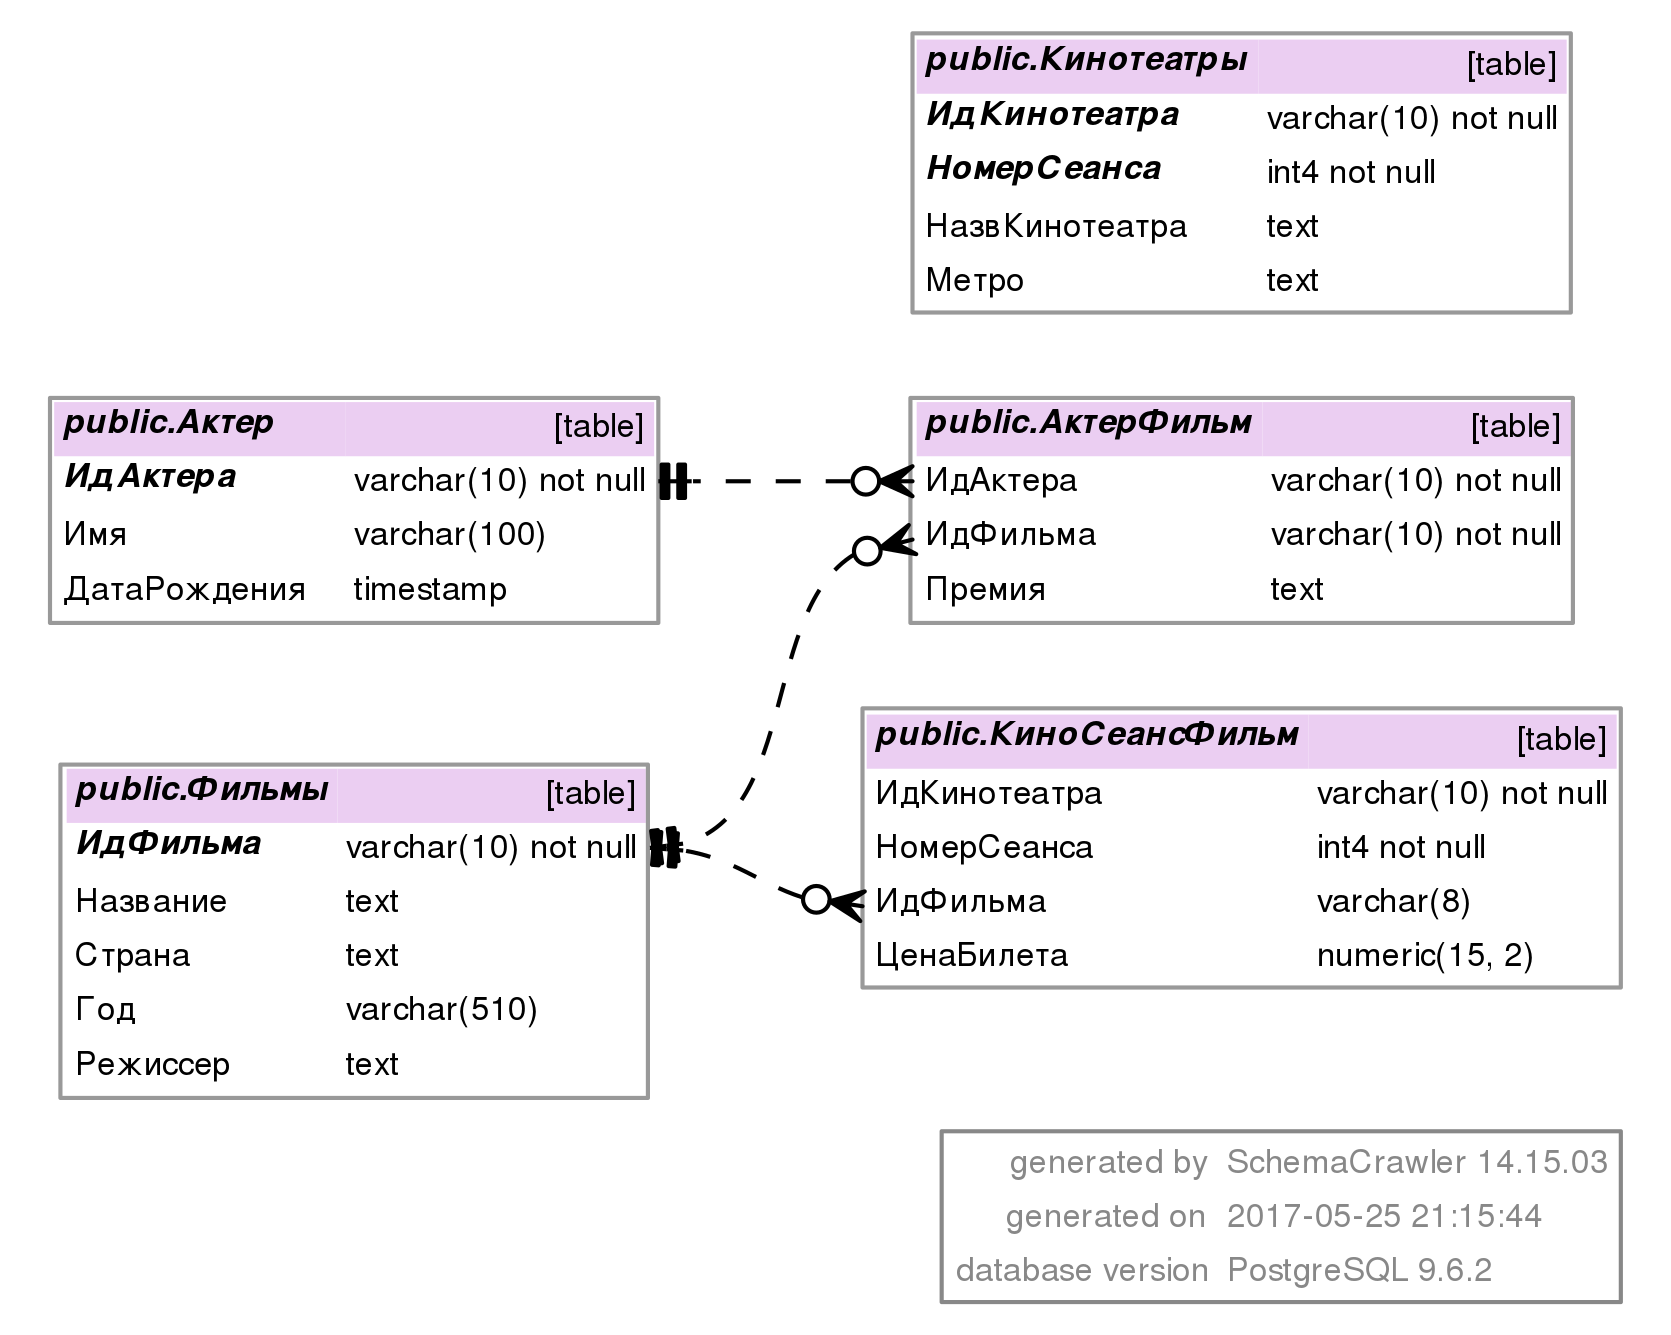 public.Кинотеатры [table]
ИдКинотеатра varchar(10) not null
НомерСеанса int4 not null
НазвКинотеатра text
Метро text
public.Актер [table]
ИдАктера varchar(10) not null
Имя varchar(100)
ДатаРождения timestamp
public.АктерФильм [table]
ИдАктера varchar(10) not null
ИдФильма varchar(10) not null
Премия text
public.Фильмы [table]
ИдФильма varchar(10) not null
Название text
Страна text
Год varchar(510)
Режиссер text
public.КиноСеансФильм [table]
ИдКинотеатра varchar(10) not null
НомерСеанса int4 not null
ИдФильма varchar(8)
ЦенаБилета numeric(15, 2)
generated by SchemaCrawler 14.15.03
generated on 2017-05-25 21:15:44
database version PostgreSQL 9.6.2